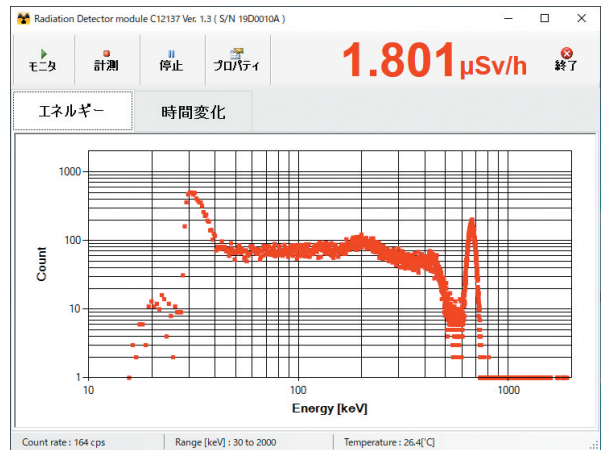 Radiation Detector module C12137 Ver. 1.3 ( S/N 19D0010A )
モニタ 計測 停止 プロパティ 1.801 μSv/h 終了
エネルギー 時間変化
1000
100
10
1
Count
10 100 1000
Energy [keV]
Count rate : 164 cps Range [keV] : 30 to 2000 Temperature : 26.4[°C]